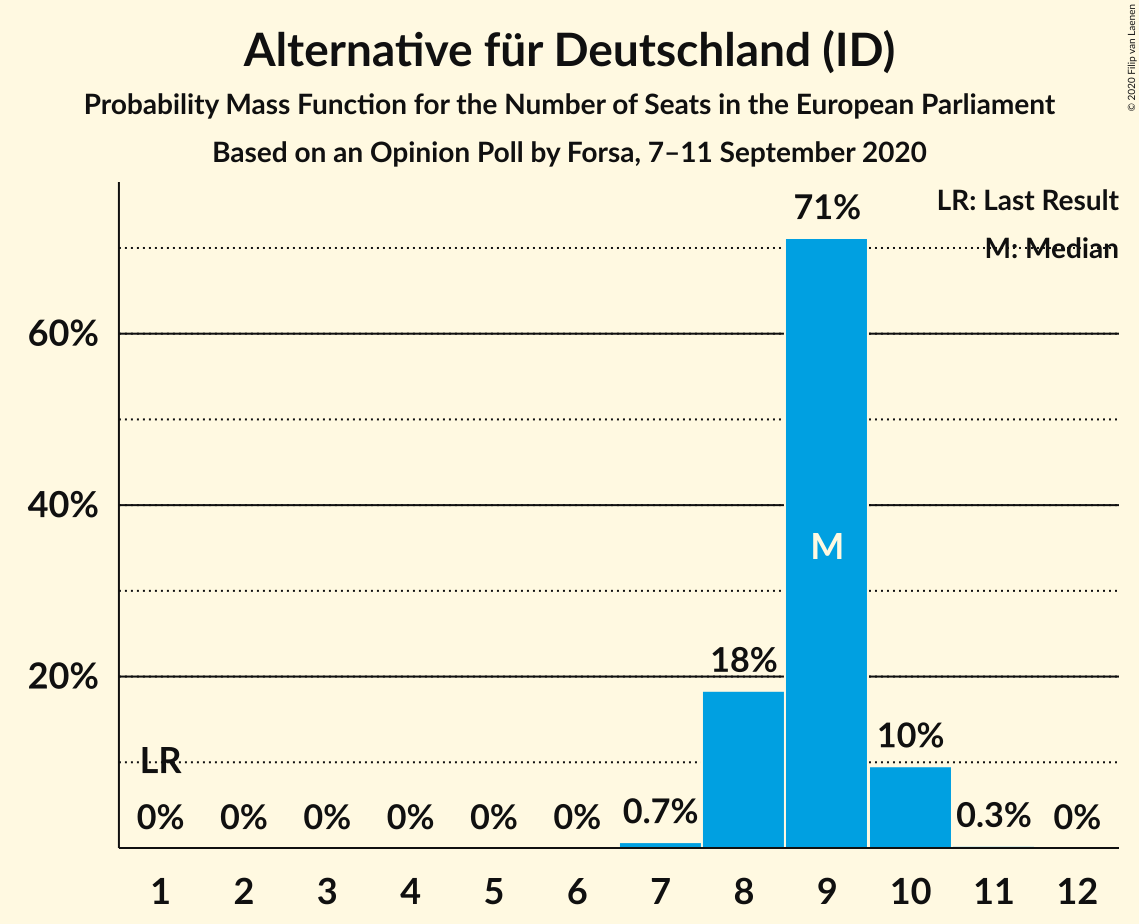 Alternative für Deutschland (ID)
Probability Mass Function for the Number of Seats in the European Parliament
Based on an Opinion Poll by Forsa, 7–11 September 2020
© 2020 Filip van Laenen
LR: Last Result
M: Median
71%
60%
40%
M
20%
18%
10%
LR
0% 0% 0% 0% 0% 0% 0.7% 0.3% 0%
1 2 3 4 5 6 7 8 9 10 11 12